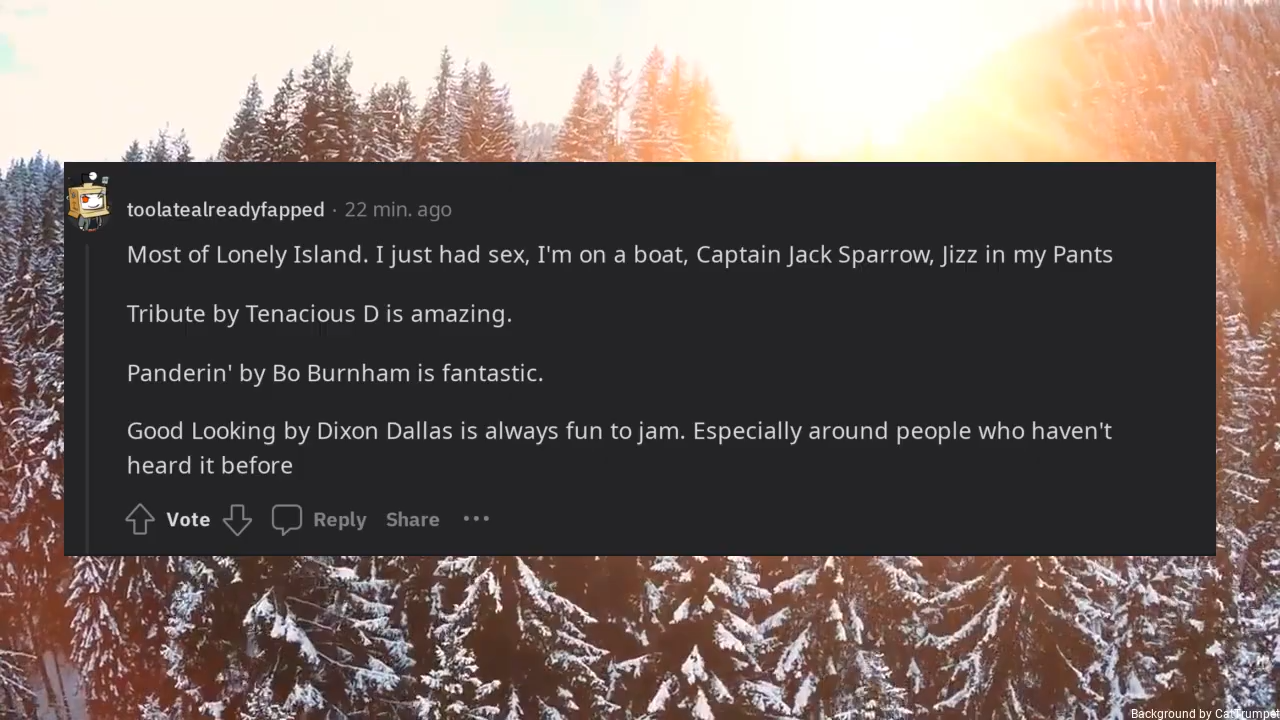 toolatealreadyfapped · 22 min. ago
Most of Lonely Island. I just had sex, I'm on a boat, Captain Jack Sparrow, Jizz in my Pants
Tribute by Tenacious D is amazing.
Panderin' by Bo Burnham is fantastic.
Good Looking by Dixon Dallas is always fun to jam. Especially around people who haven't
heard it before
Vote Reply Share
Background by CatTrumpet